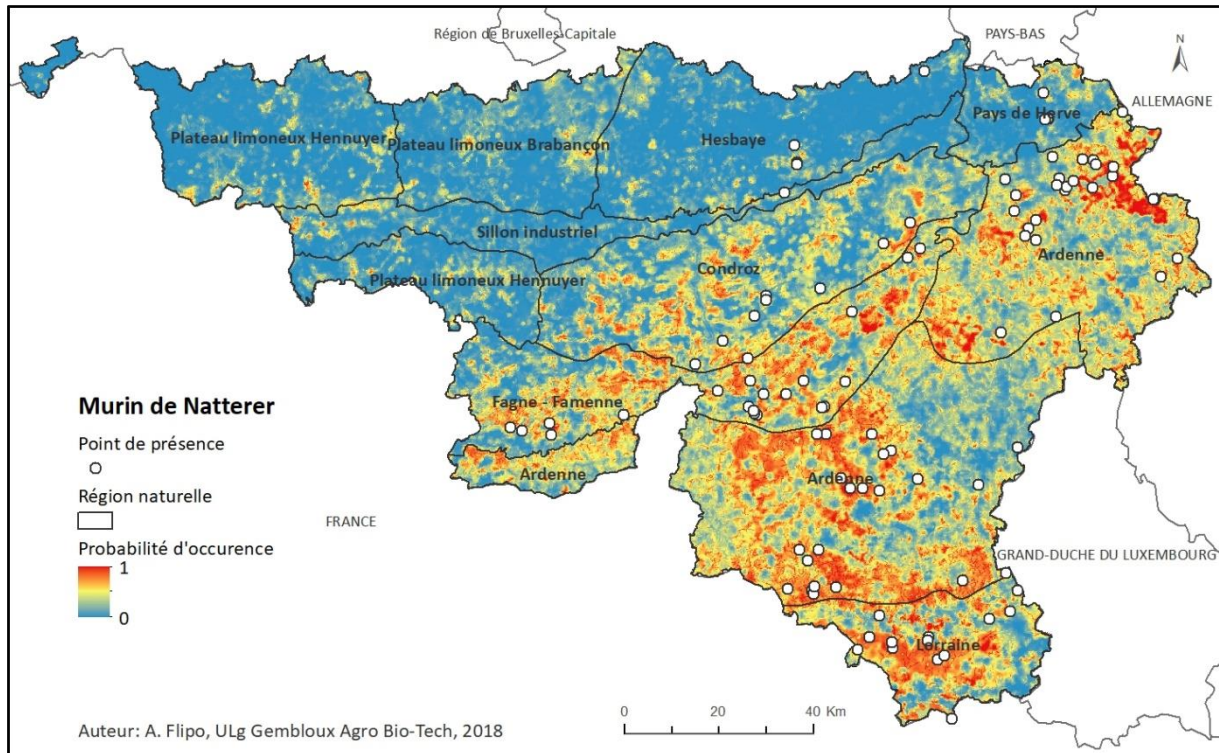 Région de Bruxelles-Capitale
PAYS-BAS
N
ALLEMAGNE
Plateau limoneux Hennuyer
Plateau limoneux Brabançon
Hesbaye
Pays de Herve
Sillon industriel
Plateau limoneux Hennuyer
Condroz
Ardenne
Fagne - Famenne
Ardenne
Ardenne
FRANCE
GRAND-DUCHE DU LUXEMBOURG
Lorraine
Murin de Natterer
Point de présence
Région naturelle
Probabilité d'occurence
1
0
0 20 40 Km
Auteur: A. Flipo, ULg Gembloux Agro Bio-Tech, 2018